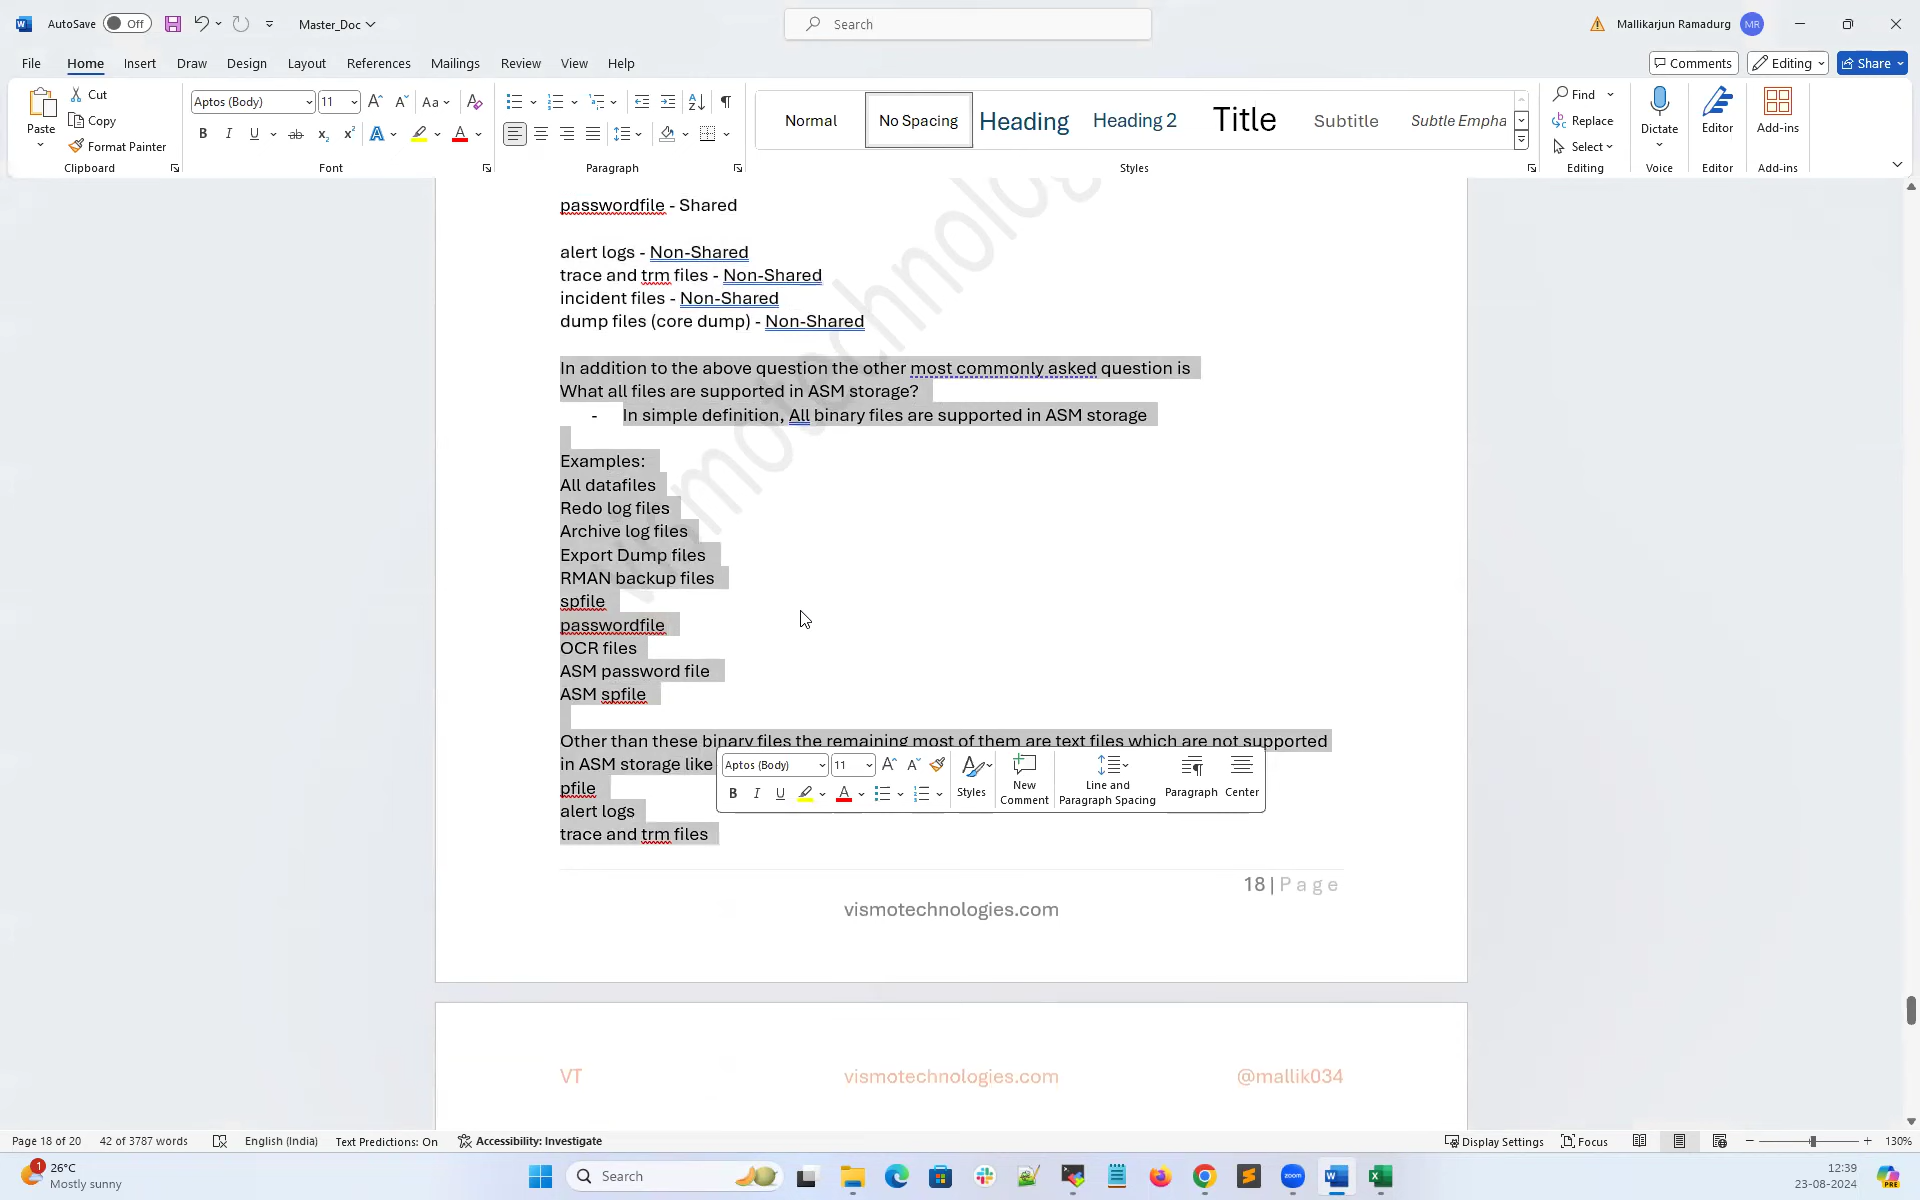 AutoSave Off Master_Doc Search Mallikarjun Ramadurg MR
File Home Insert Draw Design Layout References Mailings Review View Help Comments Editing Share
Paste Cut Copy Format Painter Clipboard
Aptos (Body) 11 Aa B I U ab x₂ x² A A Font
Paragraph
Normal No Spacing Heading Heading 2 Title Subtitle Subtle Empha Styles
Find Replace Select Editing
Dictate Voice
Editor Editor
Add-ins Add-ins
passwordfile - Shared
alert logs - Non-Shared
trace and trm files - Non-Shared
incident files - Non-Shared
dump files (core dump) - Non-Shared
In addition to the above question the other most commonly asked question is
What all files are supported in ASM storage?
- In simple definition, All binary files are supported in ASM storage
Examples:
All datafiles
Redo log files
Archive log files
Export Dump files
RMAN backup files
spfile
passwordfile
OCR files
ASM password file
ASM spfile
Other than these binary files the remaining most of them are text files which are not supported
in ASM storage like
pfile
alert logs
trace and trm files
Aptos (Body) 11 B I U A Styles New Comment Line and Paragraph Spacing Paragraph Center
18 | Page
vismotechnologies.com
VT vismotechnologies.com @mallik034
Page 18 of 20 42 of 3787 words English (India) Text Predictions: On Accessibility: Investigate Display Settings Focus 130%
1 26°C
Mostly sunny
Search
zoom
12:39
23-08-2024
PRE